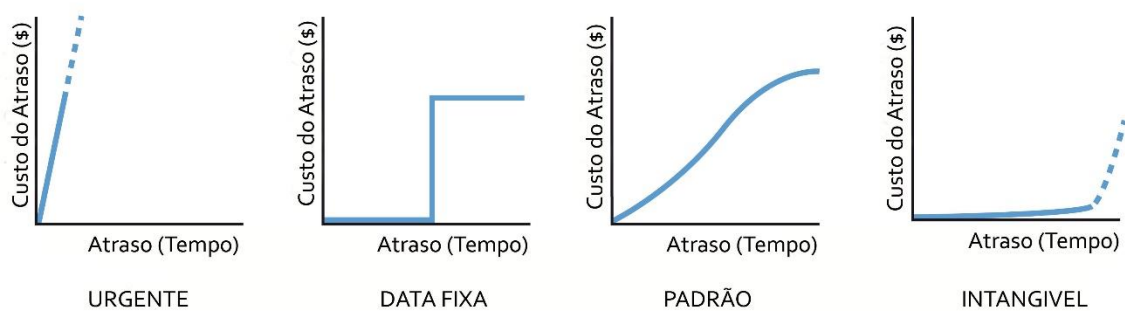 Custo do Atraso ($)
Atraso (Tempo)
URGENTE
Custo do Atraso ($)
Atraso (Tempo)
DATA FIXA
Custo do Atraso ($)
Atraso (Tempo)
PADRÃO
Custo do Atraso ($)
Atraso (Tempo)
INTANGIVEL